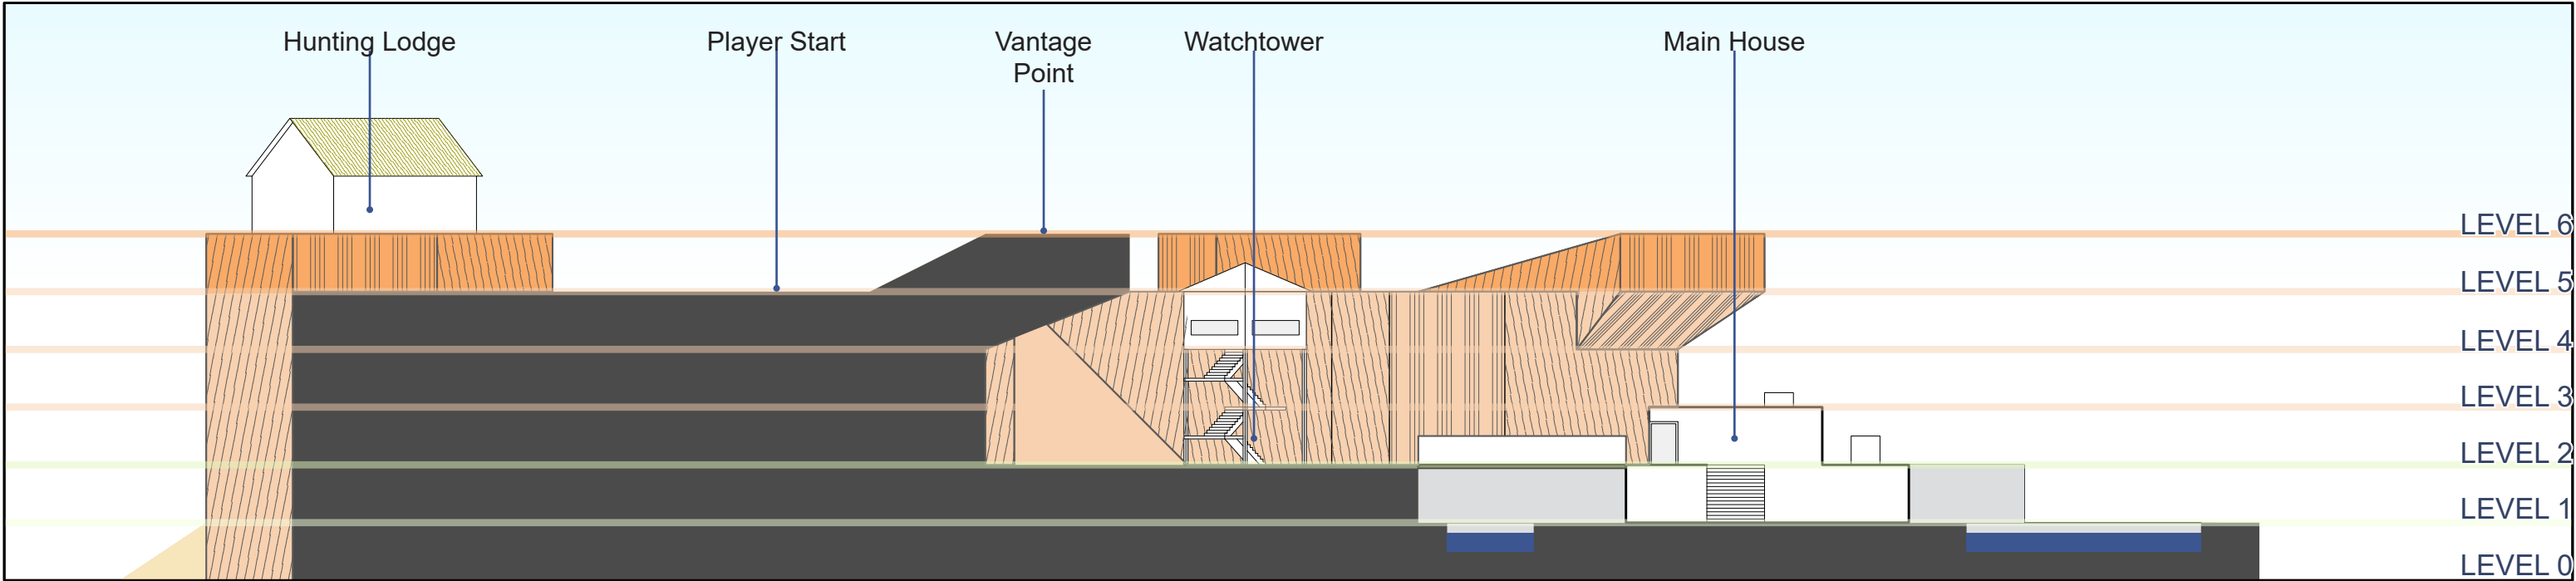 Hunting Lodge
Player Start
Vantage
Point
Watchtower
Main House
LEVEL 6
LEVEL 5
LEVEL 4
LEVEL 3
LEVEL 2
LEVEL 1
LEVEL 0